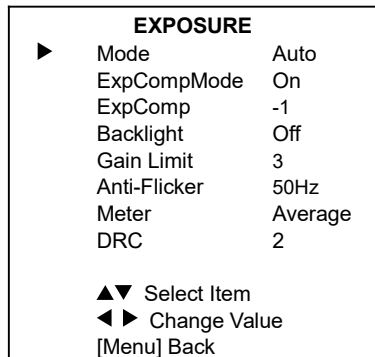 EXPOSURE
▶ Mode Auto
ExpCompMode On
ExpComp -1
Backlight Off
Gain Limit 3
Anti-Flicker 50Hz
Meter Average
DRC 2
▲▼ Select Item
◀ ▶ Change Value
[Menu] Back